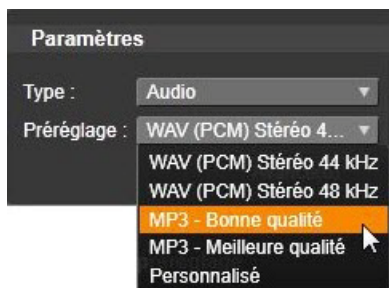 Paramètres
Type : Audio
Préréglage : WAV (PCM) Stéréo 4...
WAV (PCM) Stéréo 44 kHz
WAV (PCM) Stéréo 48 kHz
MP3 - Bonne qualité
MP3 - Meilleure qualité
Personnalisé